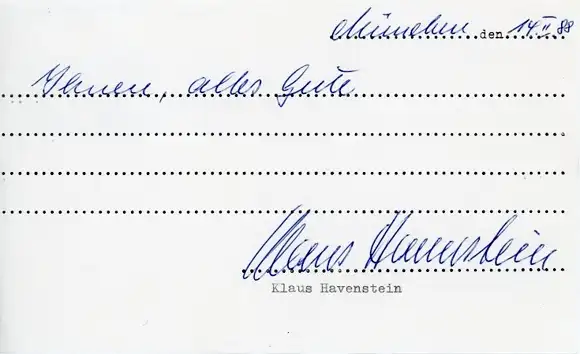 München den 14.II.88
Ihnen, alles Gute
Klaus Havenstein
Klaus Havenstein